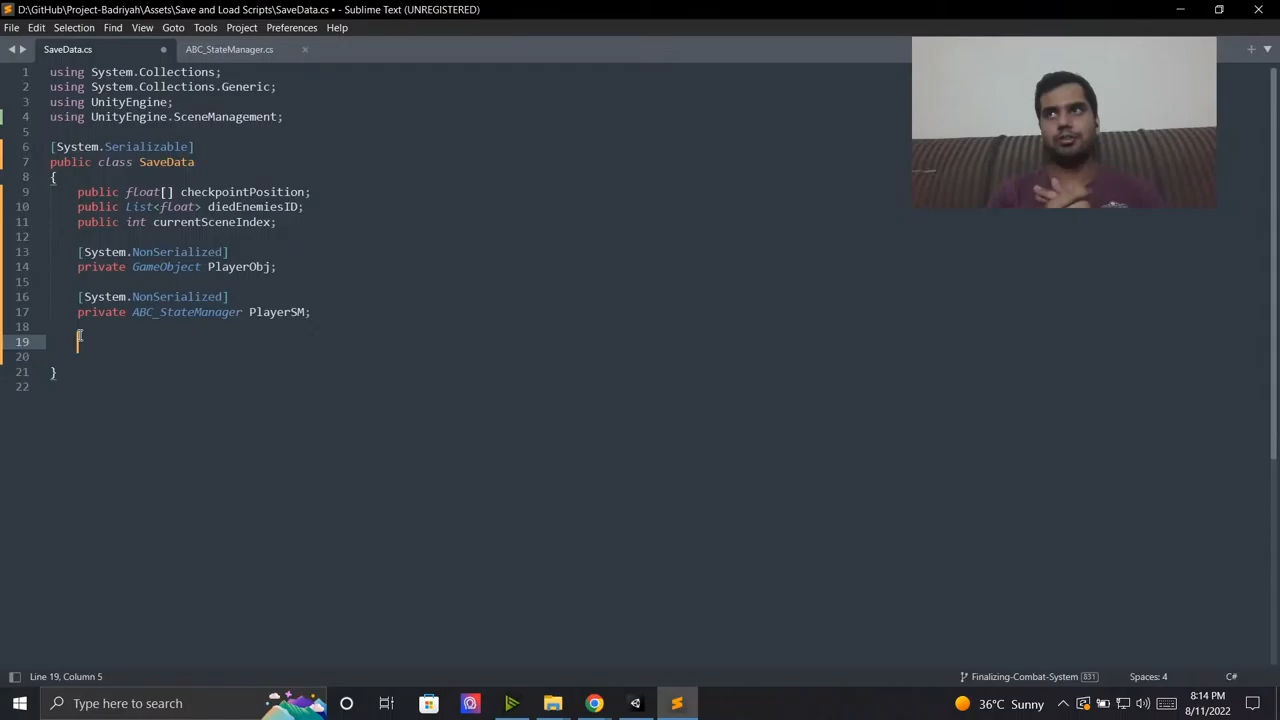 D:\GitHub\Project-Badriyah\Assets\Save and Load Scripts\SaveData.cs • - Sublime Text (UNREGISTERED)
File Edit Selection Find View Goto Tools Project Preferences Help
SaveData.cs ABC_StateManager.cs
1 using System.Collections;
2 using System.Collections.Generic;
3 using UnityEngine;
4 using UnityEngine.SceneManagement;
5
6 [System.Serializable]
7 public class SaveData
8 {
9 public float[] checkpointPosition;
10 public List<float> diedEnemiesID;
11 public int currentSceneIndex;
12
13 [System.NonSerialized]
14 private GameObject PlayerObj;
15
16 [System.NonSerialized]
17 private ABC_StateManager PlayerSM;
18
19
20
21 }
22
Line 19, Column 5 Finalizing-Combat-System 831 Spaces: 4 C#
Type here to search 36°C Sunny 8:14 PM
8/11/2022